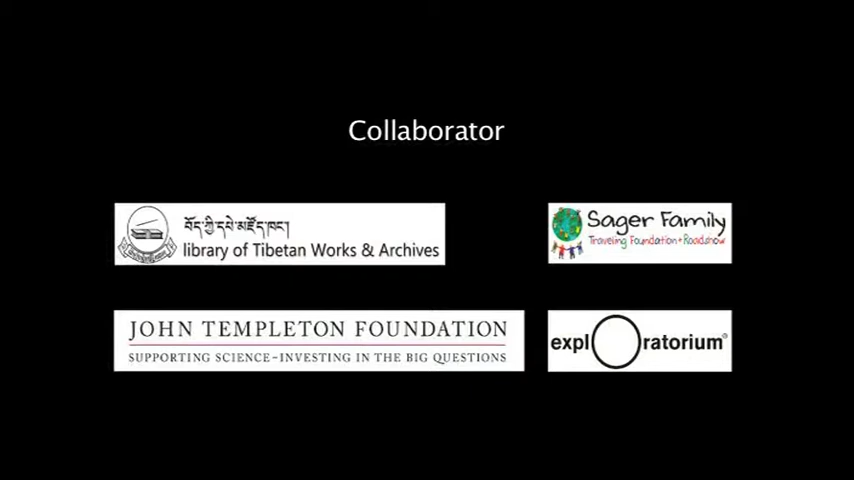 Collaborator
བོད་ཀྱི་དཔེ་མཛོད་ཁང་།
library of Tibetan Works & Archives
Sager Family
Traveling Foundation+Roadshow
JOHN TEMPLETON FOUNDATION
SUPPORTING SCIENCE–INVESTING IN THE BIG QUESTIONS
explOratorium®